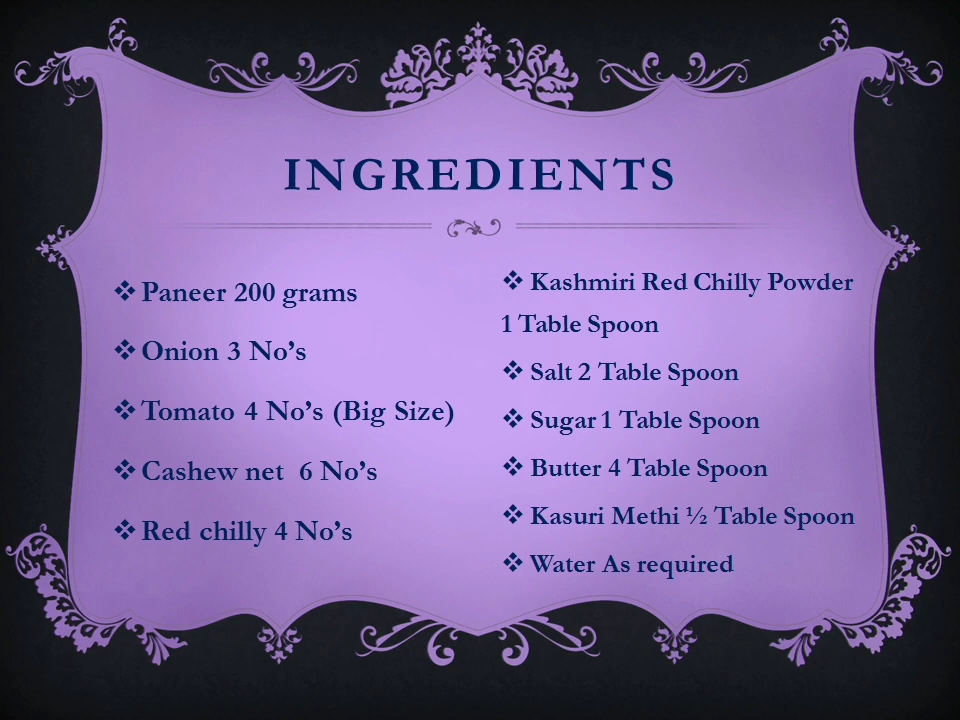 INGREDIENTS
❖ Paneer 200 grams
❖ Onion 3 No’s
❖ Tomato 4 No’s (Big Size)
❖ Cashew net  6 No’s
❖ Red chilly 4 No’s
❖ Kashmiri Red Chilly Powder
1 Table Spoon
❖ Salt 2 Table Spoon
❖ Sugar 1 Table Spoon
❖ Butter 4 Table Spoon
❖ Kasuri Methi ½ Table Spoon
❖ Water As required